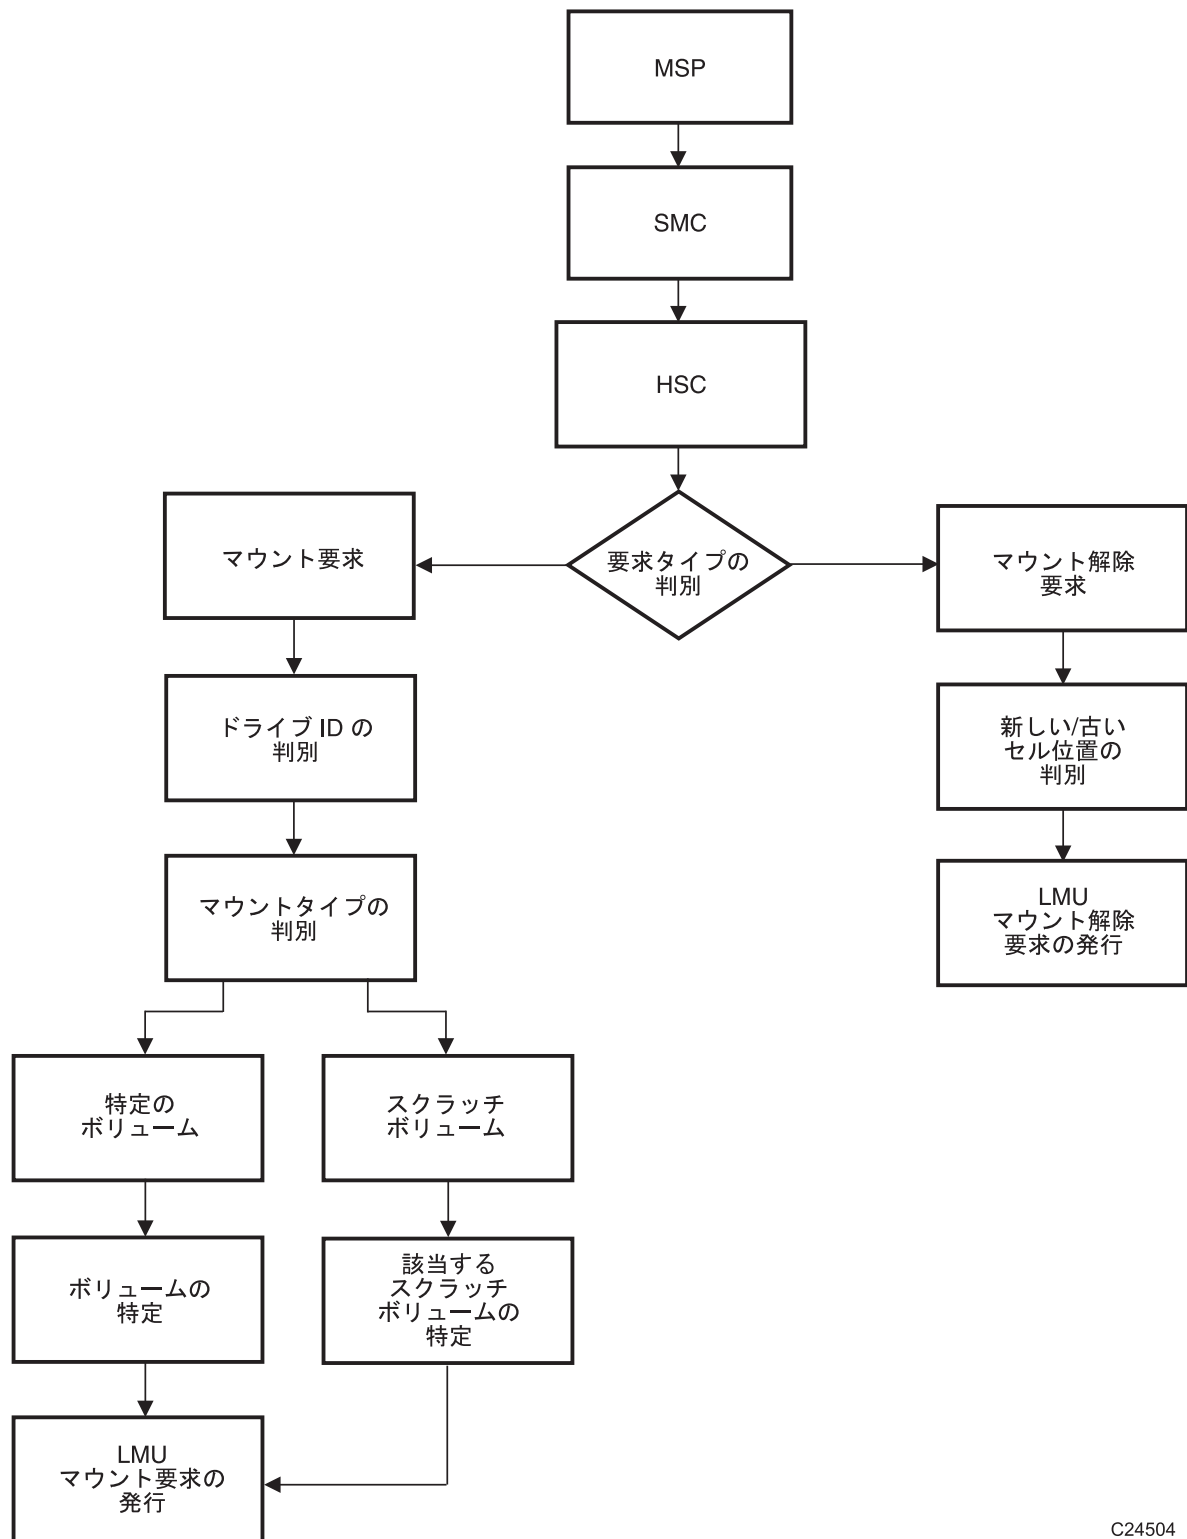 MSP
SMC
HSC
要求タイプの
判別
マウント要求
ドライブ ID の
判別
マウントタイプの
判別
特定の
ボリューム
ボリュームの
特定
スクラッチ
ボリューム
該当する
スクラッチ
ボリュームの
特定
LMU
マウント要求の
発行
マウント解除
要求
新しい/古い
セル位置の
判別
LMU
マウント解除
要求の発行
C24504